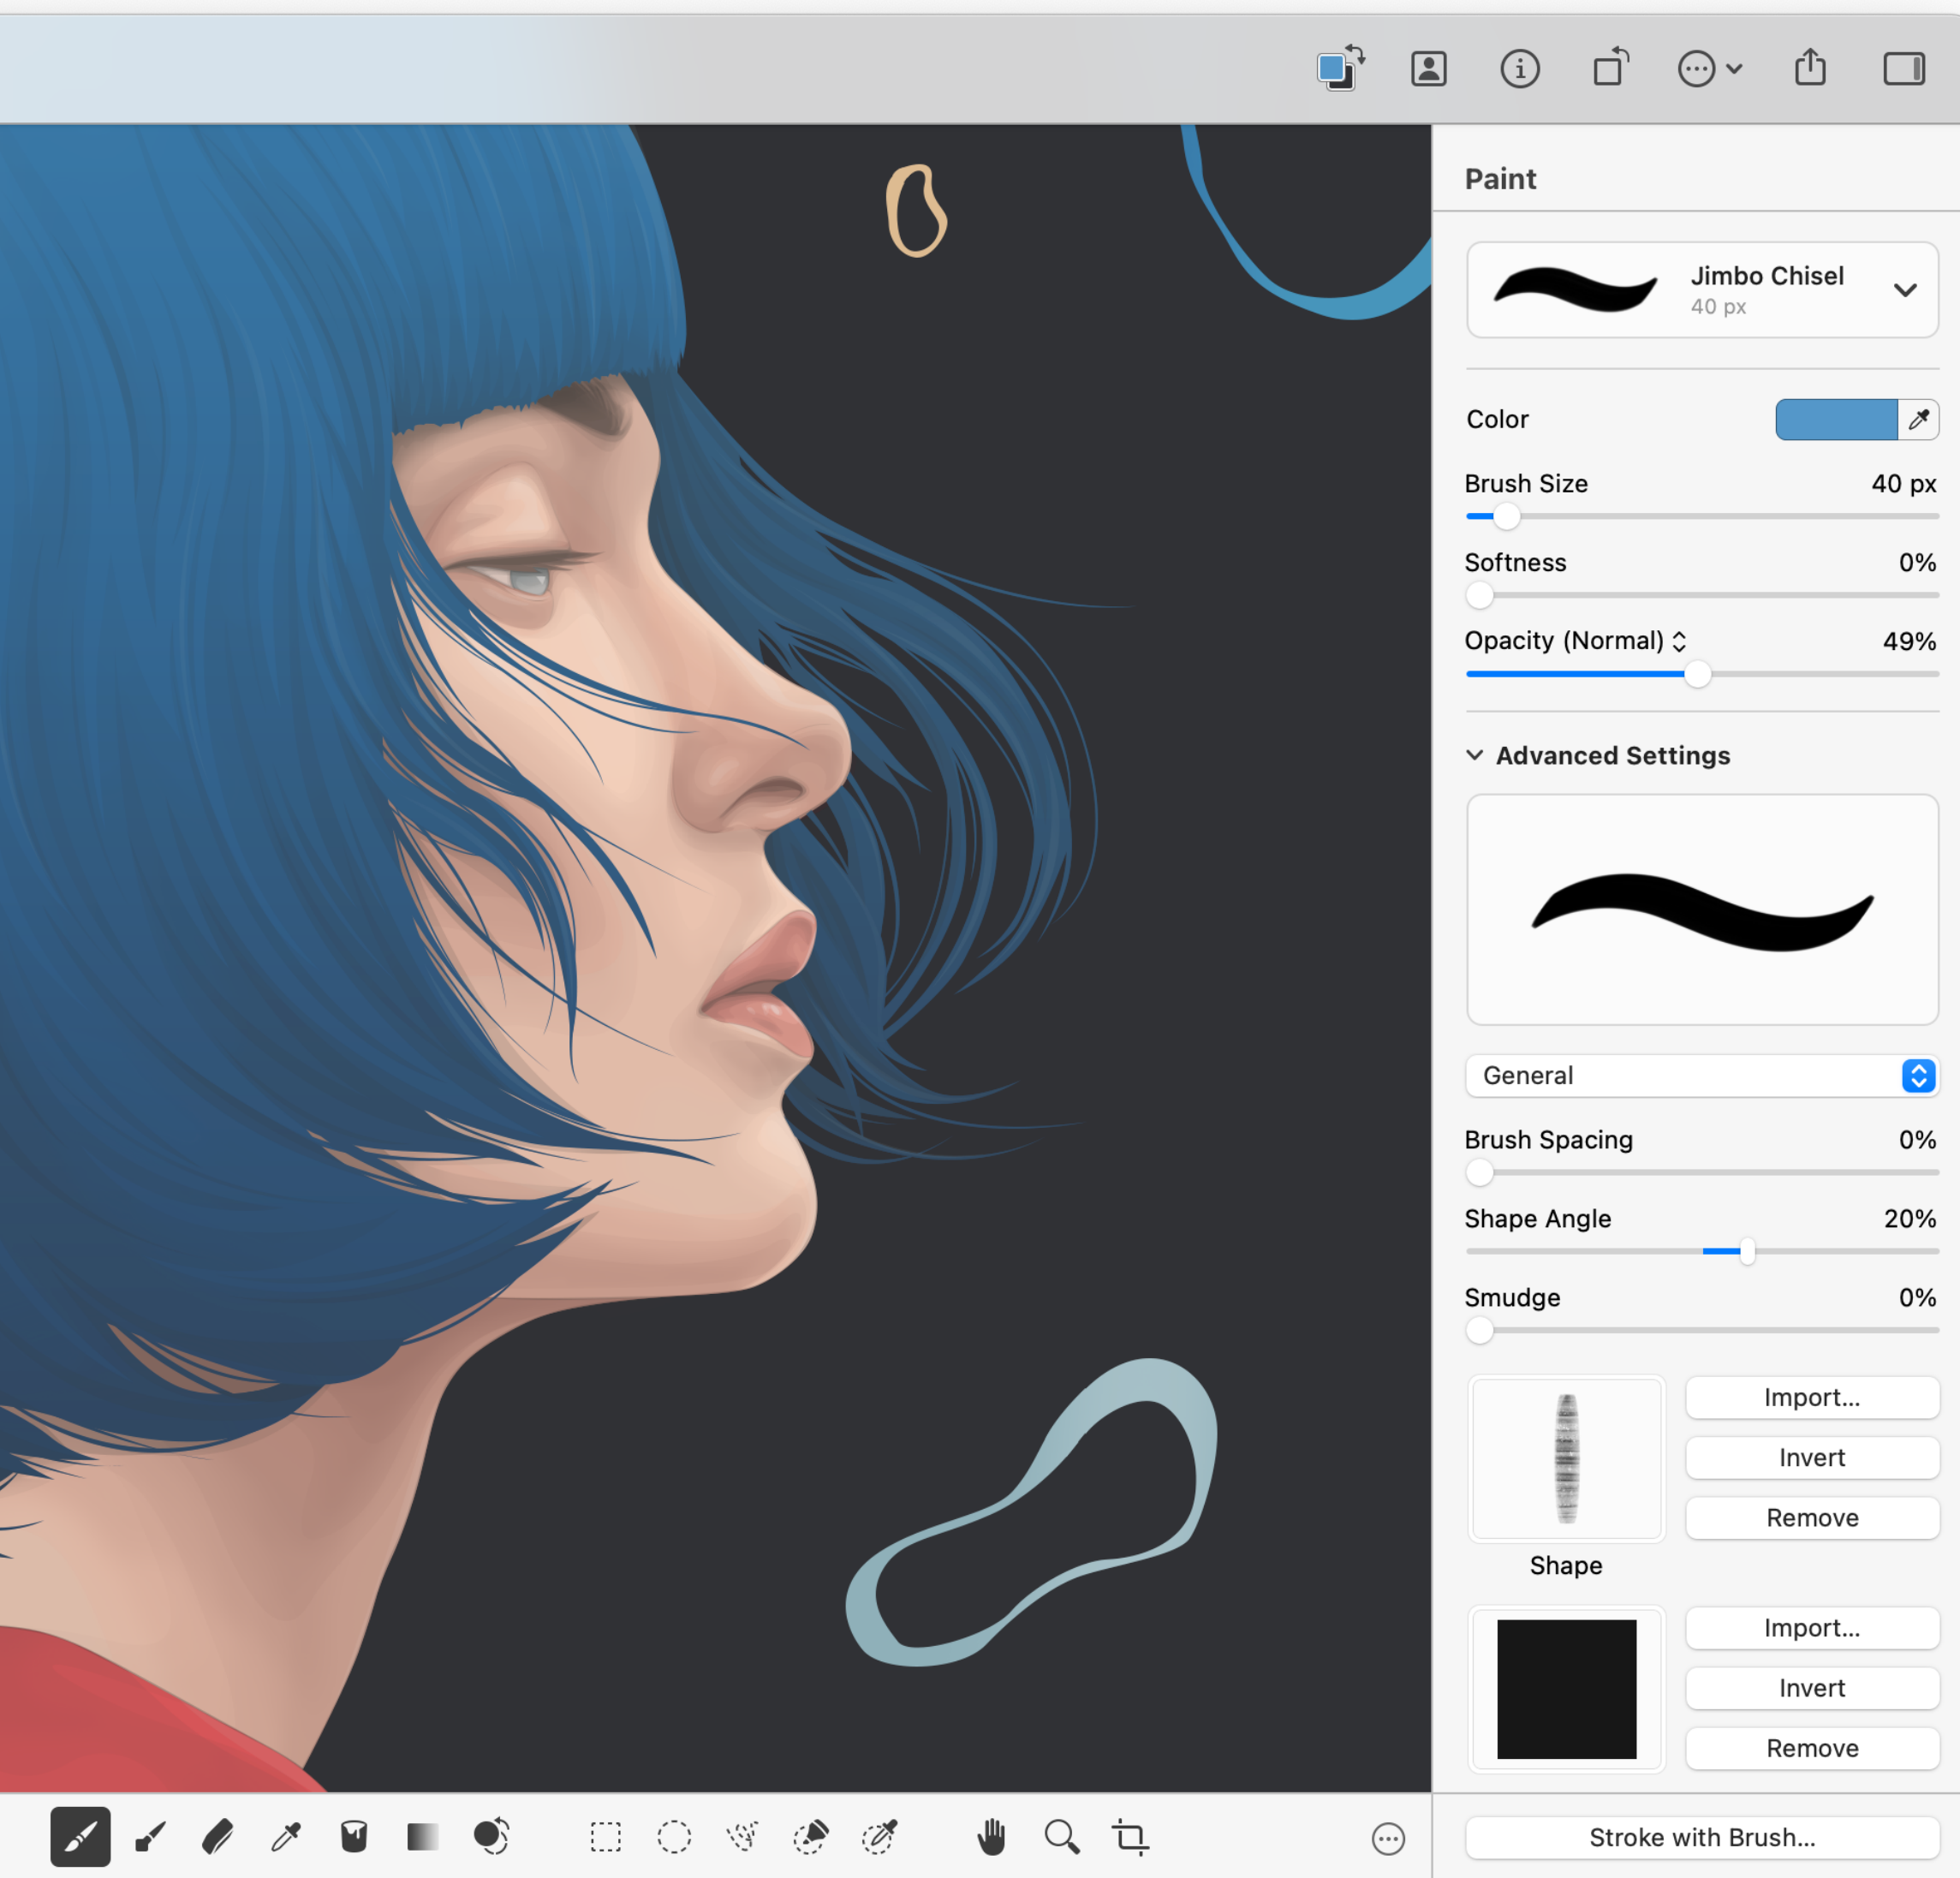 Paint
Jimbo Chisel
40 px
Color
Brush Size 40 px
Softness 0%
Opacity (Normal) 49%
Advanced Settings
General
Brush Spacing 0%
Shape Angle 20%
Smudge 0%
Import...
Invert
Remove
Shape
Import...
Invert
Remove
Stroke with Brush...